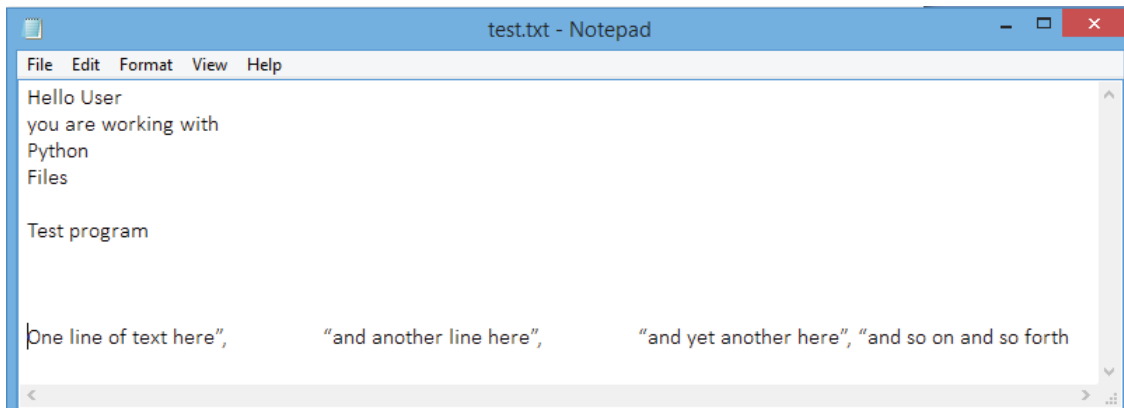 test.txt - Notepad
File Edit Format View Help
Hello User
you are working with
Python
Files
Test program
One line of text here”, “and another line here”, “and yet another here”, “and so on and so forth